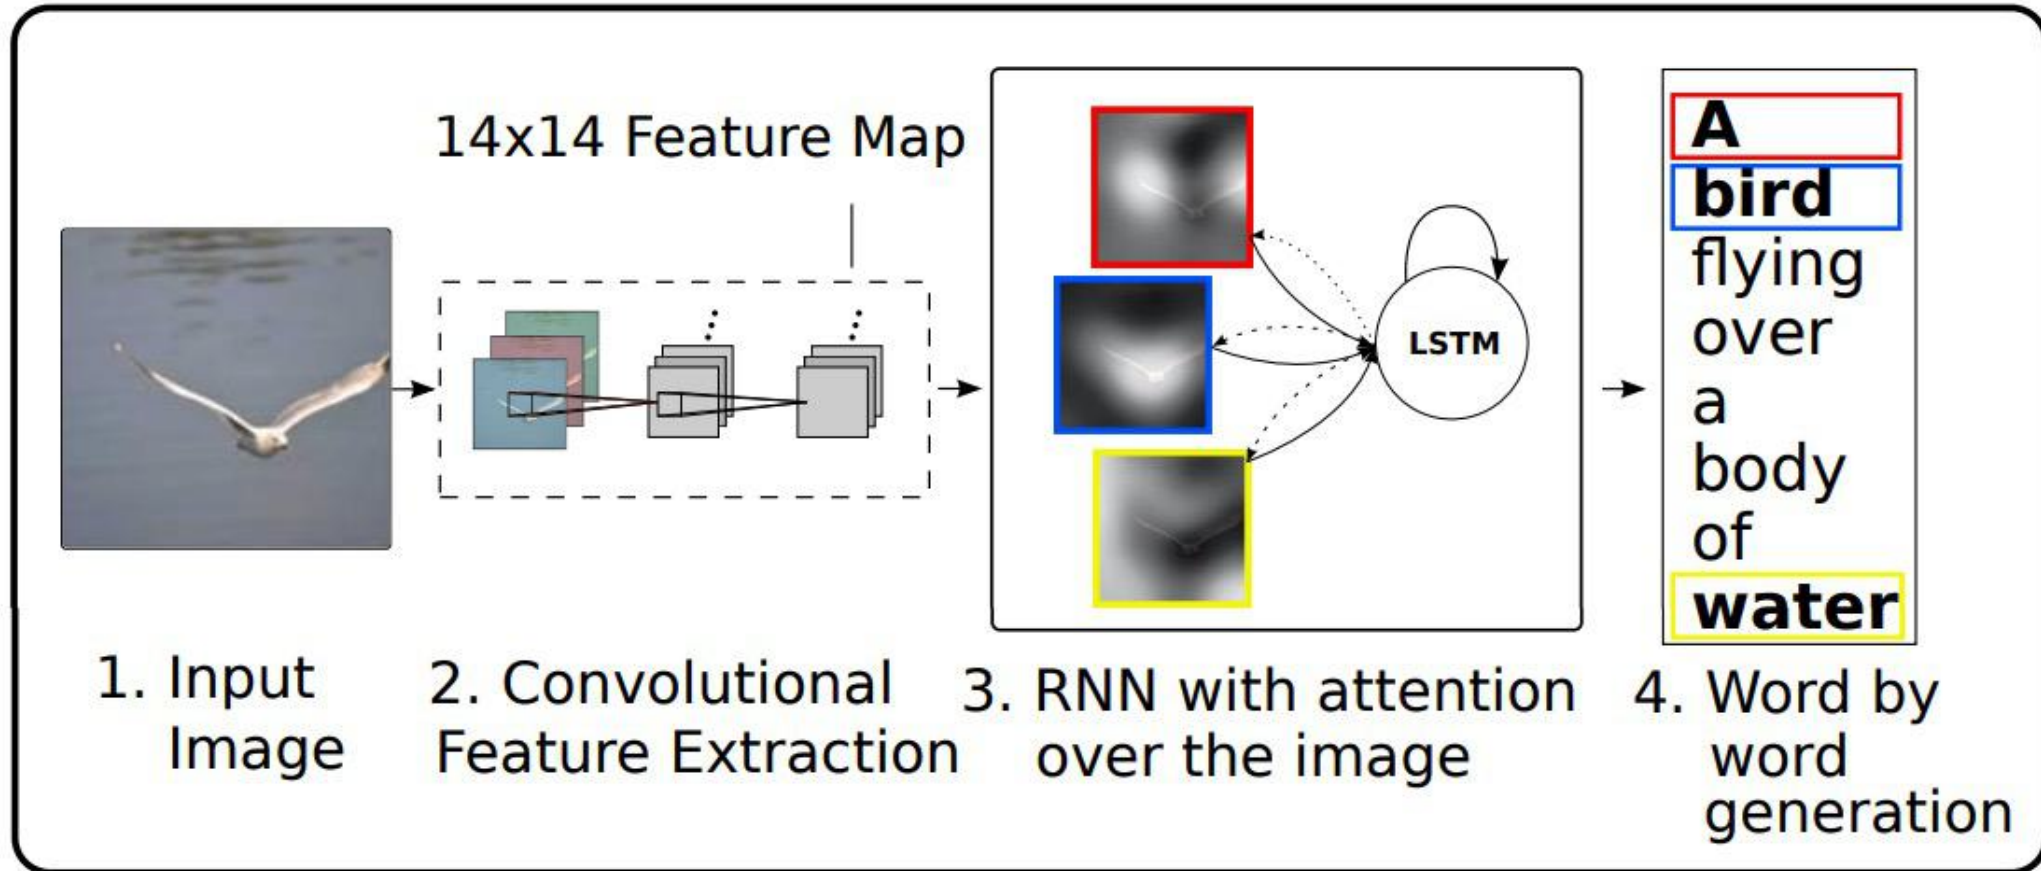 14x14 Feature Map
LSTM
A
bird
flying
over
a
body
of
water
1. Input
Image
2. Convolutional
Feature Extraction
3. RNN with attention
over the image
4. Word by
word
generation